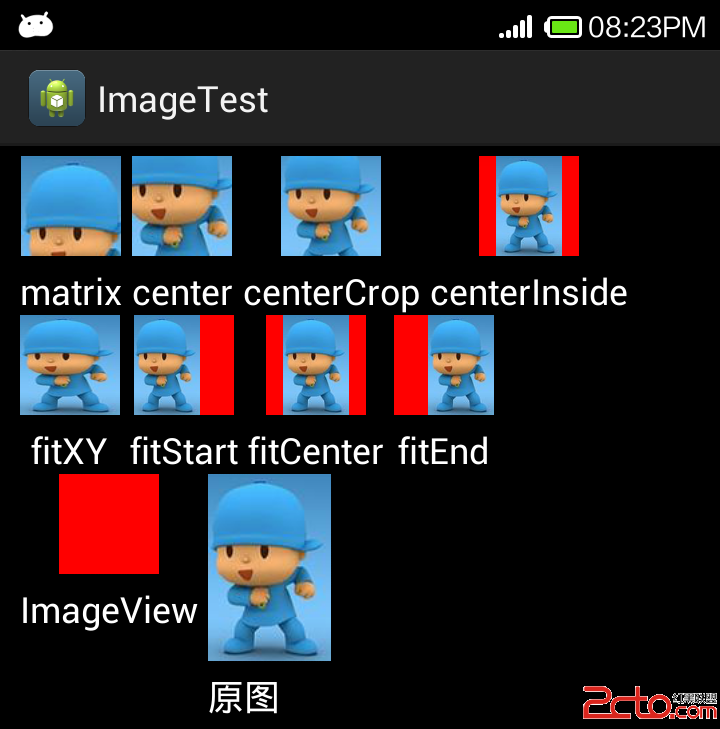 08:23PM
ImageTest
matrix center centerCrop centerInside
fitXY fitStart fitCenter fitEnd
ImageView
原图
2cto.com
红黑联盟